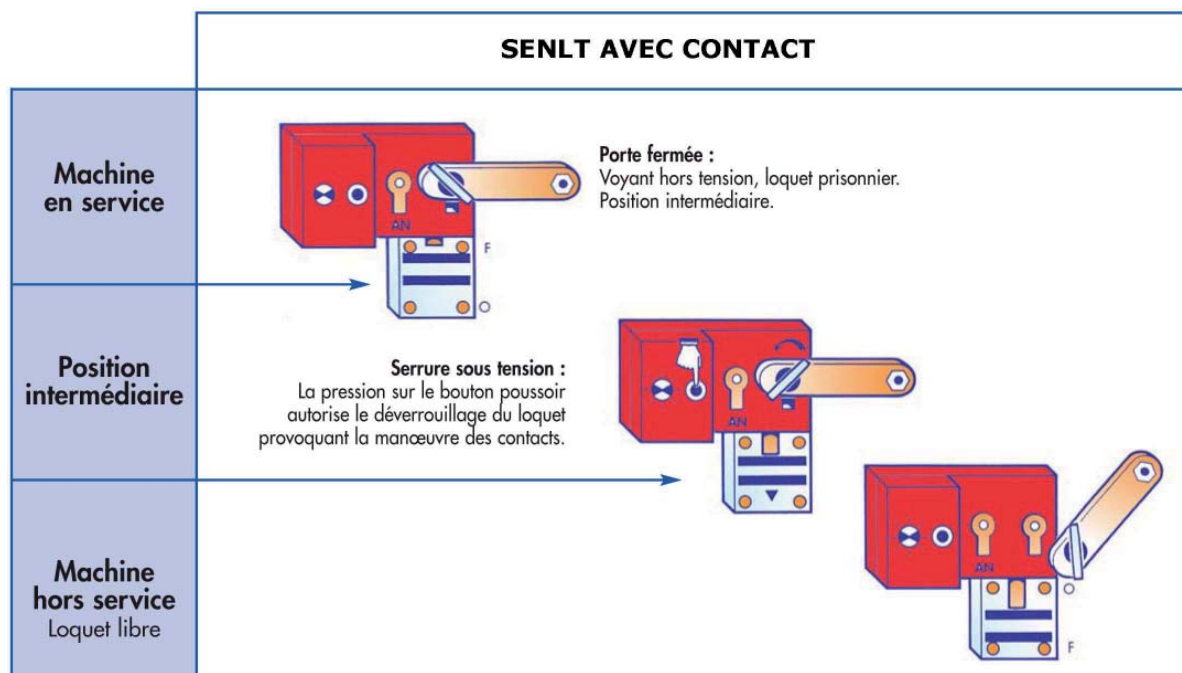 SENLT AVEC CONTACT
Machine
en service
Porte fermée :
Voyant hors tension, loquet prisonnier.
Position intermédiaire.
AN
F
O
Position
intermédiaire
Serrure sous tension :
La pression sur le bouton poussoir
autorise le déverrouillage du loquet
provoquant la manœuvre des contacts.
AN
Machine
hors service
Loquet libre
AN
O
F